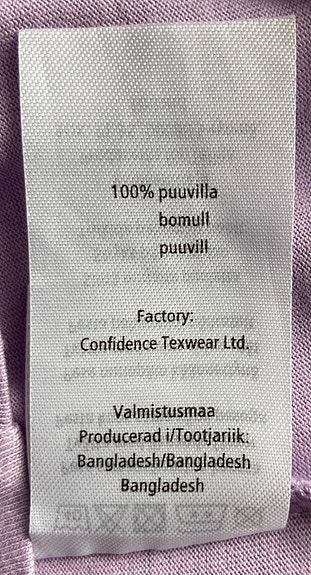 100% puuvilla
bomull
puuvill
Factory:
Confidence Texwear Ltd.
Valmistusmaa
Producerad i/Tootjariik:
Bangladesh/Bangladesh
Bangladesh